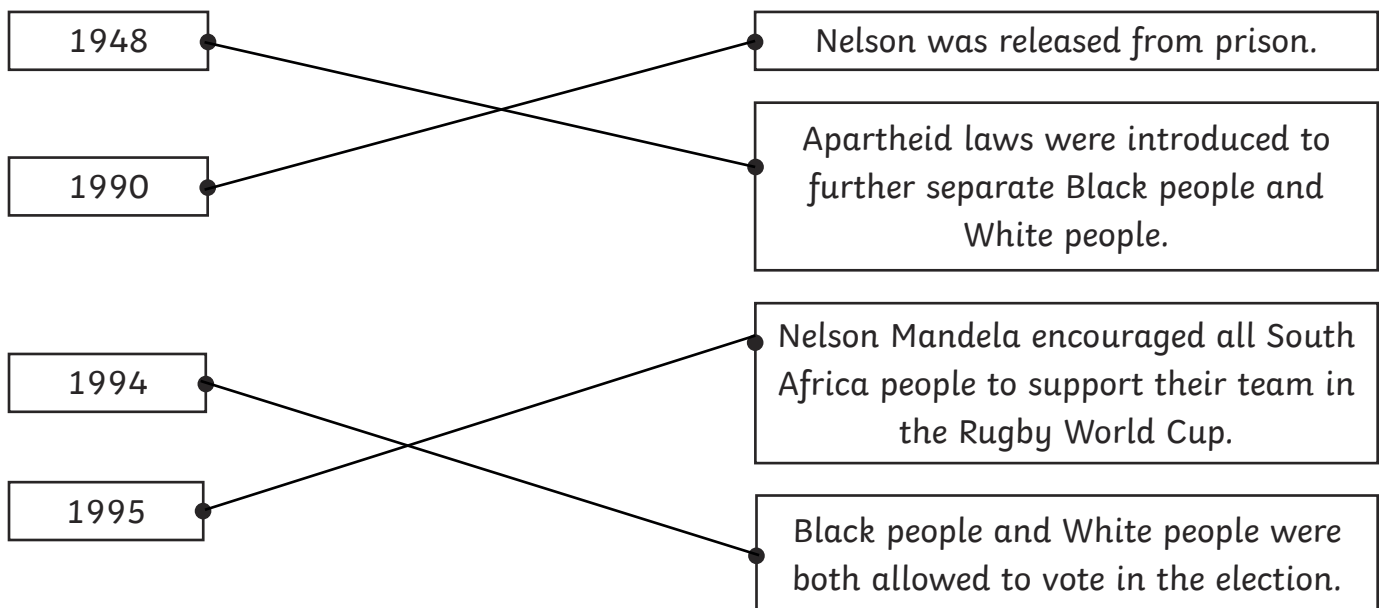 1948
Nelson was released from prison.
1990
Apartheid laws were introduced to
further separate Black people and
White people.
1994
Nelson Mandela encouraged all South
Africa people to support their team in
the Rugby World Cup.
1995
Black people and White people were
both allowed to vote in the election.